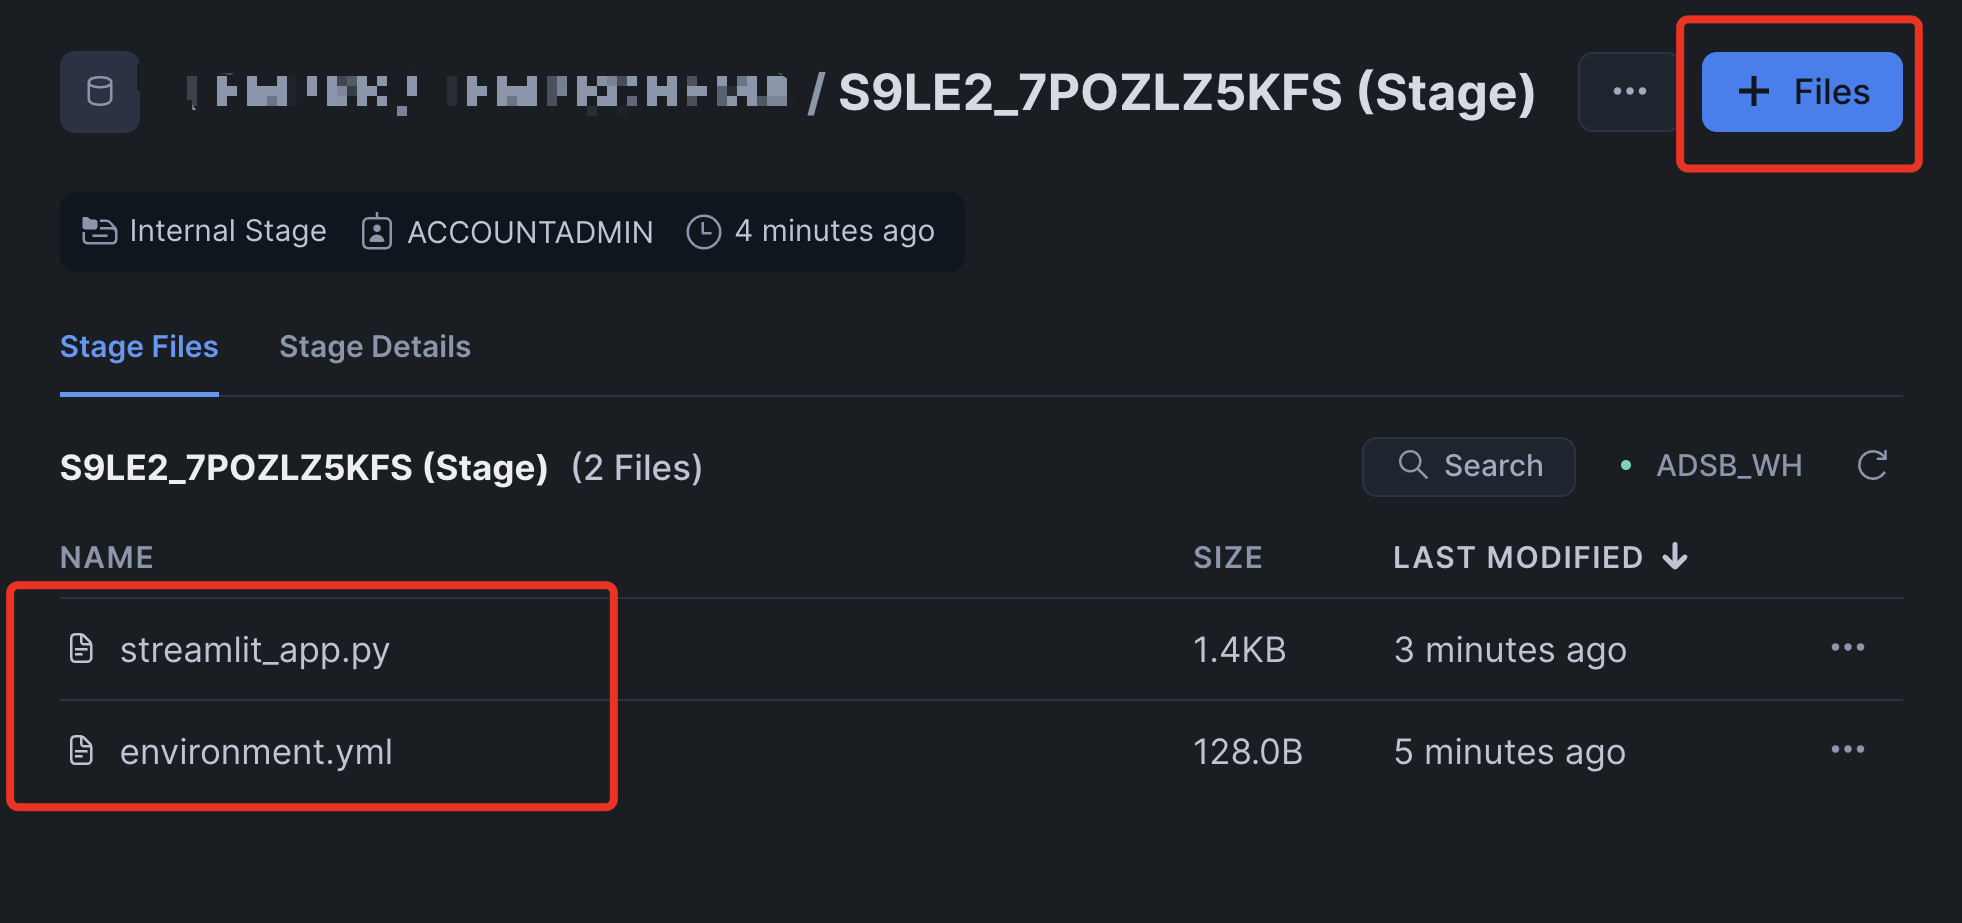 / S9LE2_7POZLZ5KFS (Stage) ... + Files
Internal Stage ACCOUNTADMIN 4 minutes ago
Stage Files Stage Details
S9LE2_7POZLZ5KFS (Stage) (2 Files) Search ADSB_WH
NAME SIZE LAST MODIFIED ↓
streamlit_app.py 1.4KB 3 minutes ago ...
environment.yml 128.0B 5 minutes ago ...